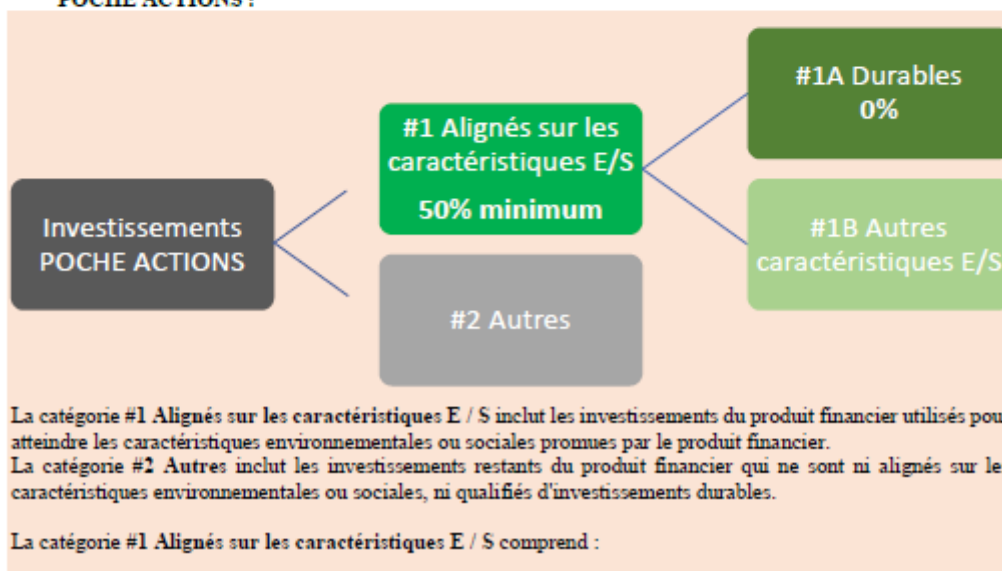 POCHE ACTIONS :
#1A Durables
0%
#1 Alignés sur les
caractéristiques E/S
50% minimum
Investissements
POCHE ACTIONS
#1B Autres
caractéristiques E/S
#2 Autres
La catégorie #1 Alignés sur les caractéristiques E / S inclut les investissements du produit financier utilisés pou
atteindre les caractéristiques environnementales ou sociales promues par le produit financier.
La catégorie #2 Autres inclut les investissements restants du produit financier qui ne sont ni alignés sur le
caractéristiques environnementales ou sociales, ni qualifiés d'investissements durables.
La catégorie #1 Alignés sur les caractéristiques E / S comprend :